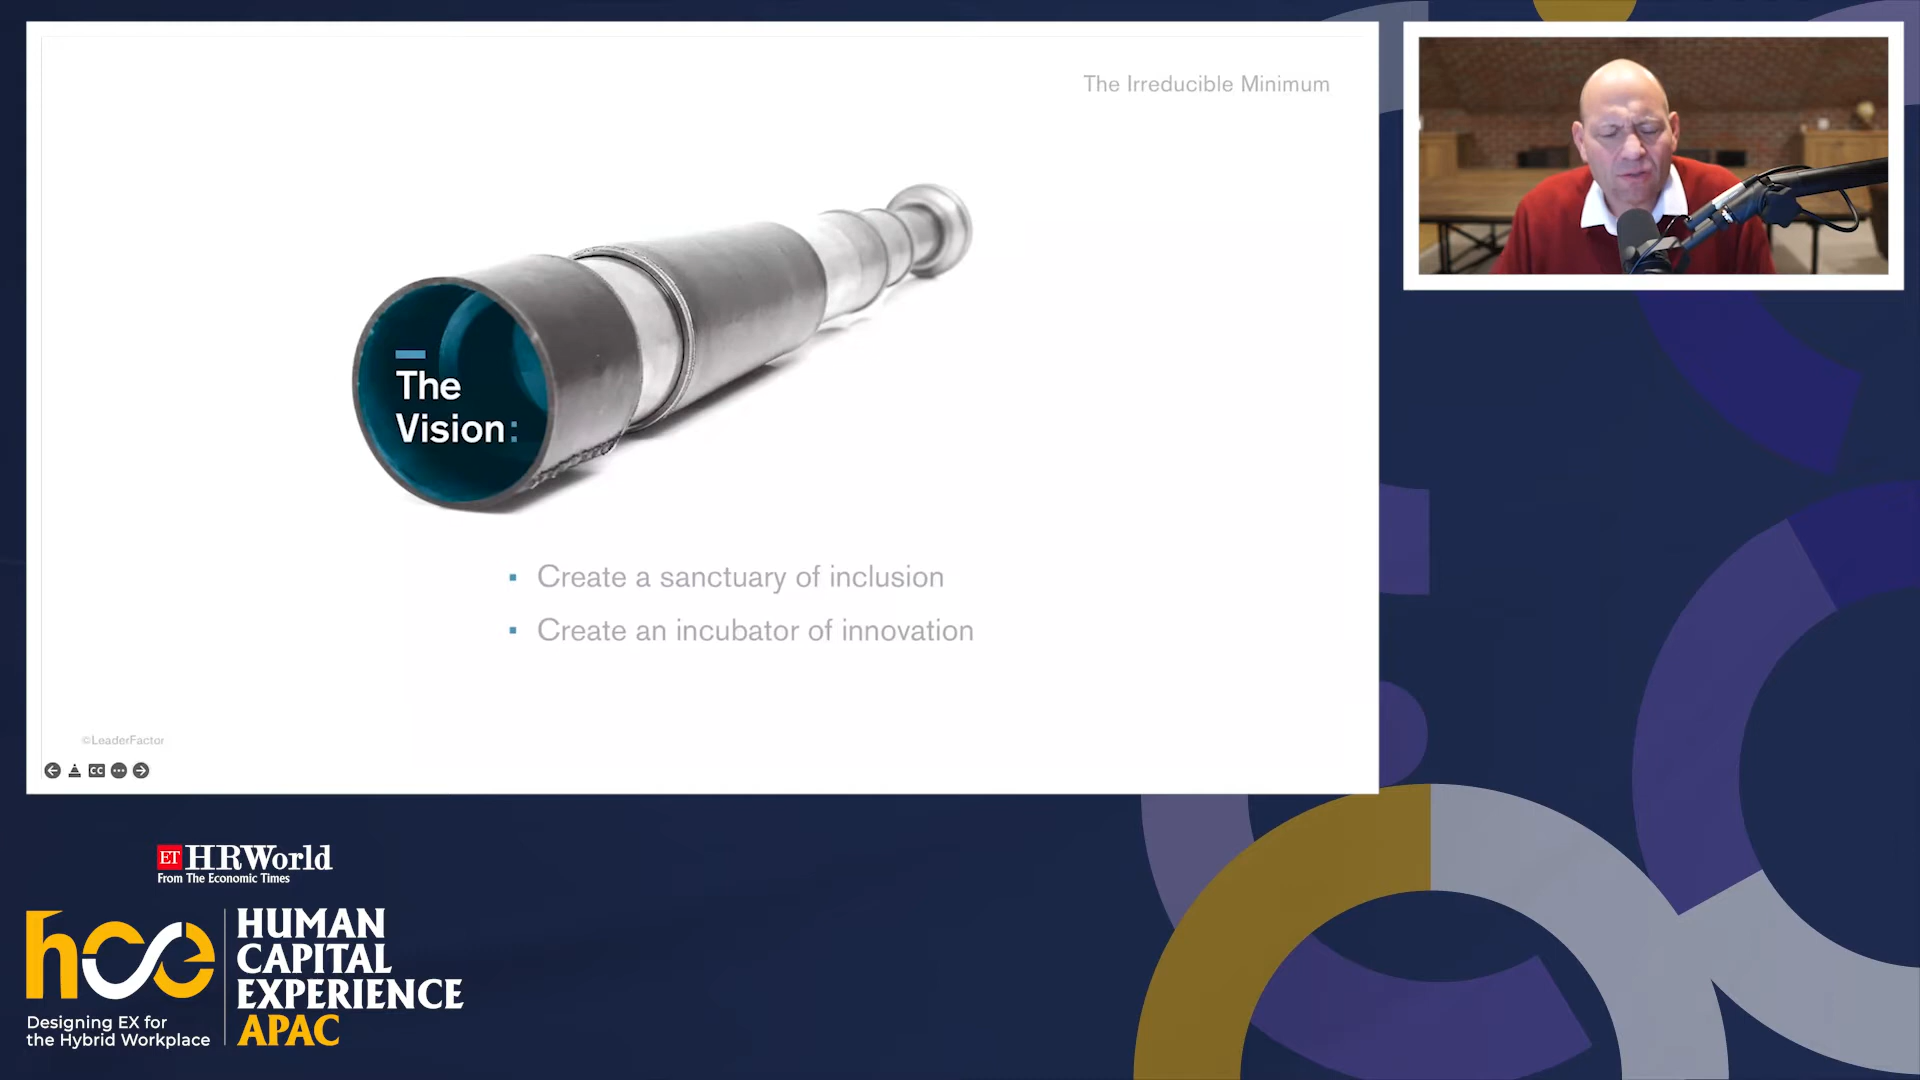 The Irreducible Minimum
The
Vision:
▪ Create a sanctuary of inclusion
▪ Create an incubator of innovation
©LeaderFactor
CC
ET HRWorld
From The Economic Times
hce
HUMAN
CAPITAL
EXPERIENCE
APAC
Designing EX for
the Hybrid Workplace